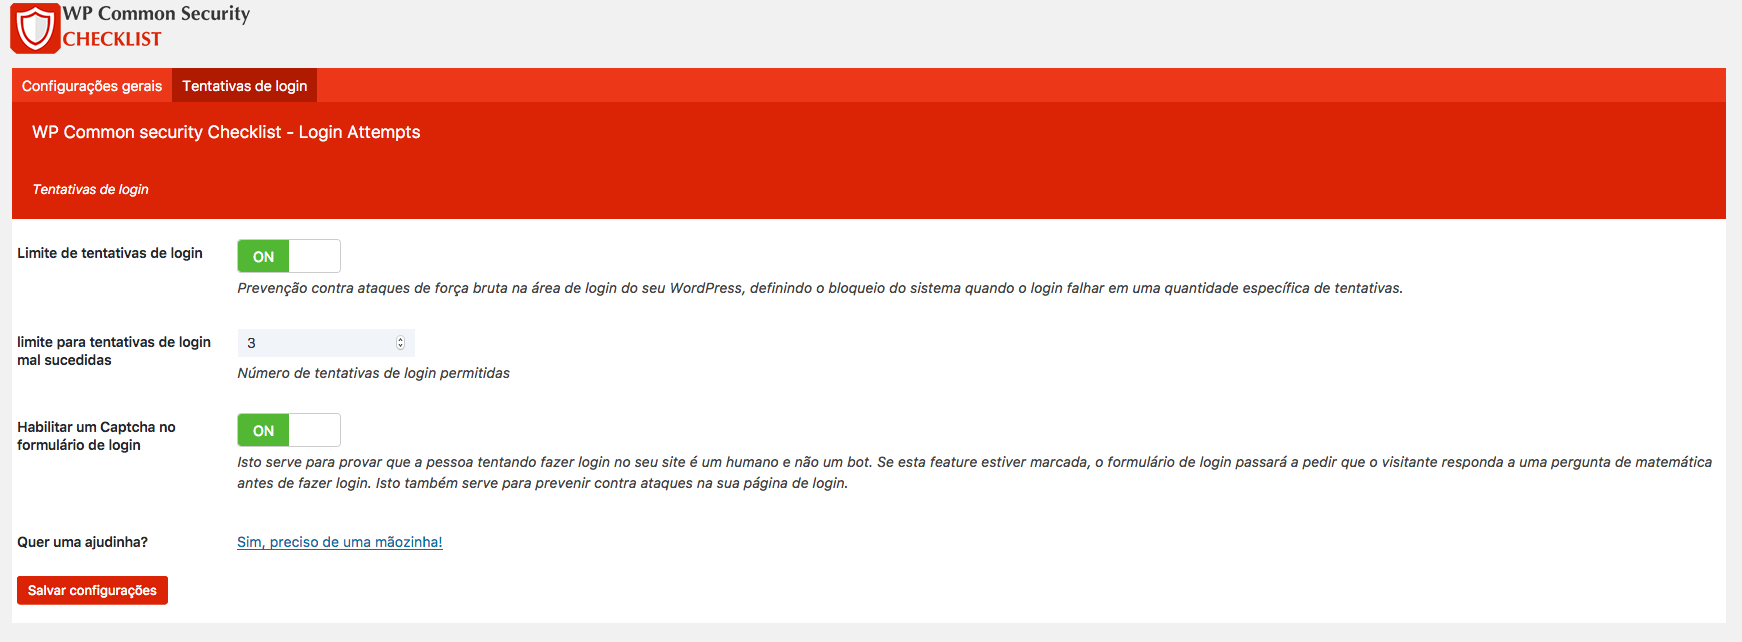 WP Common Security
CHECKLIST
Configurações gerais
Tentativas de login
WP Common security Checklist - Login Attempts
Tentativas de login
Limite de tentativas de login
ON
Prevenção contra ataques de força bruta na área de login do seu WordPress, definindo o bloqueio do sistema quando o login falhar em uma quantidade específica de tentativas.
limite para tentativas de login
mal sucedidas
3
Número de tentativas de login permitidas
Habilitar um Captcha no
formulário de login
ON
Isto serve para provar que a pessoa tentando fazer login no seu site é um humano e não um bot. Se esta feature estiver marcada, o formulário de login passará a pedir que o visitante responda a uma pergunta de matemática
antes de fazer login. Isto também serve para prevenir contra ataques na sua página de login.
Quer uma ajudinha?
Sim, preciso de uma mãozinha!
Salvar configurações